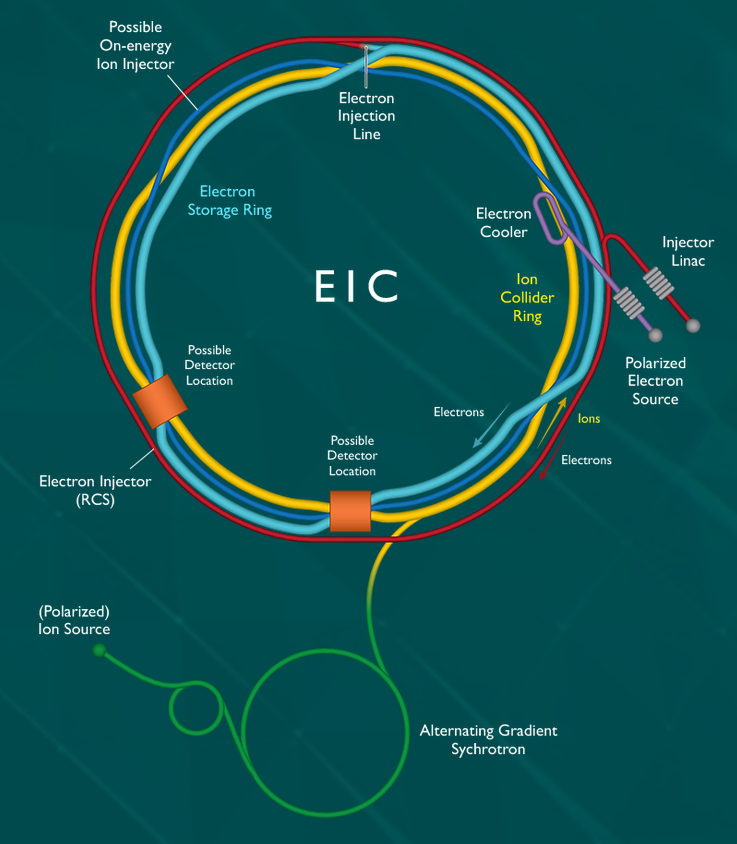 Possible
On-energy
Ion Injector
Electron
Injection
Line
Electron
Storage Ring
Electron
Cooler
Injector
Linac
EIC
Ion
Collider
Ring
Possible
Detector
Location
Polarized
Electron
Source
Electrons
Ions
Possible
Detector
Location
Electrons
Electron Injector
(RCS)
(Polarized)
Ion Source
Alternating Gradient
Sychrotron